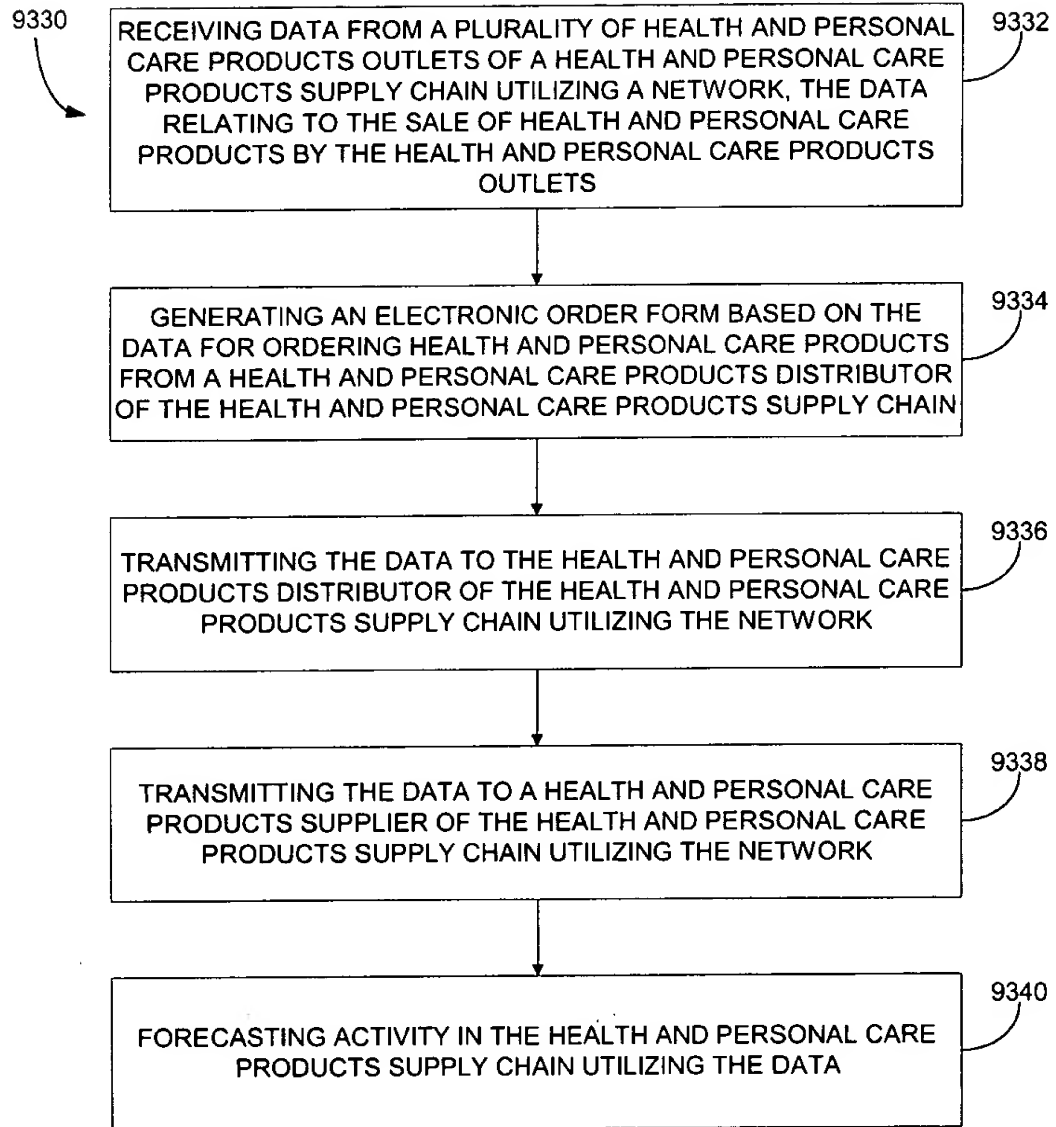 9330
RECEIVING DATA FROM A PLURALITY OF HEALTH AND PERSONAL
CARE PRODUCTS OUTLETS OF A HEALTH AND PERSONAL CARE
PRODUCTS SUPPLY CHAIN UTILIZING A NETWORK, THE DATA
RELATING TO THE SALE OF HEALTH AND PERSONAL CARE
PRODUCTS BY THE HEALTH AND PERSONAL CARE PRODUCTS
OUTLETS
9332
GENERATING AN ELECTRONIC ORDER FORM BASED ON THE
DATA FOR ORDERING HEALTH AND PERSONAL CARE PRODUCTS
FROM A HEALTH AND PERSONAL CARE PRODUCTS DISTRIBUTOR
OF THE HEALTH AND PERSONAL CARE PRODUCTS SUPPLY CHAIN
9334
TRANSMITTING THE DATA TO THE HEALTH AND PERSONAL CARE
PRODUCTS DISTRIBUTOR OF THE HEALTH AND PERSONAL CARE
PRODUCTS SUPPLY CHAIN UTILIZING THE NETWORK
9336
TRANSMITTING THE DATA TO A HEALTH AND PERSONAL CARE
PRODUCTS SUPPLIER OF THE HEALTH AND PERSONAL CARE
PRODUCTS SUPPLY CHAIN UTILIZING THE NETWORK
9338
FORECASTING ACTIVITY IN THE HEALTH AND PERSONAL CARE
PRODUCTS SUPPLY CHAIN UTILIZING THE DATA
9340